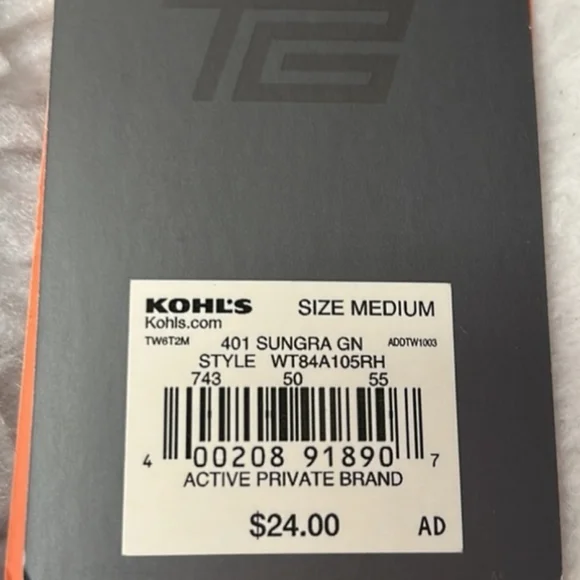 TG
KOHL'S SIZE MEDIUM
Kohls.com
TW6T2M 401 SUNGRA GN ADDTW1003
STYLE WT84A105RH
743 50 55
4 00208 91890 7
ACTIVE PRIVATE BRAND
$24.00 AD